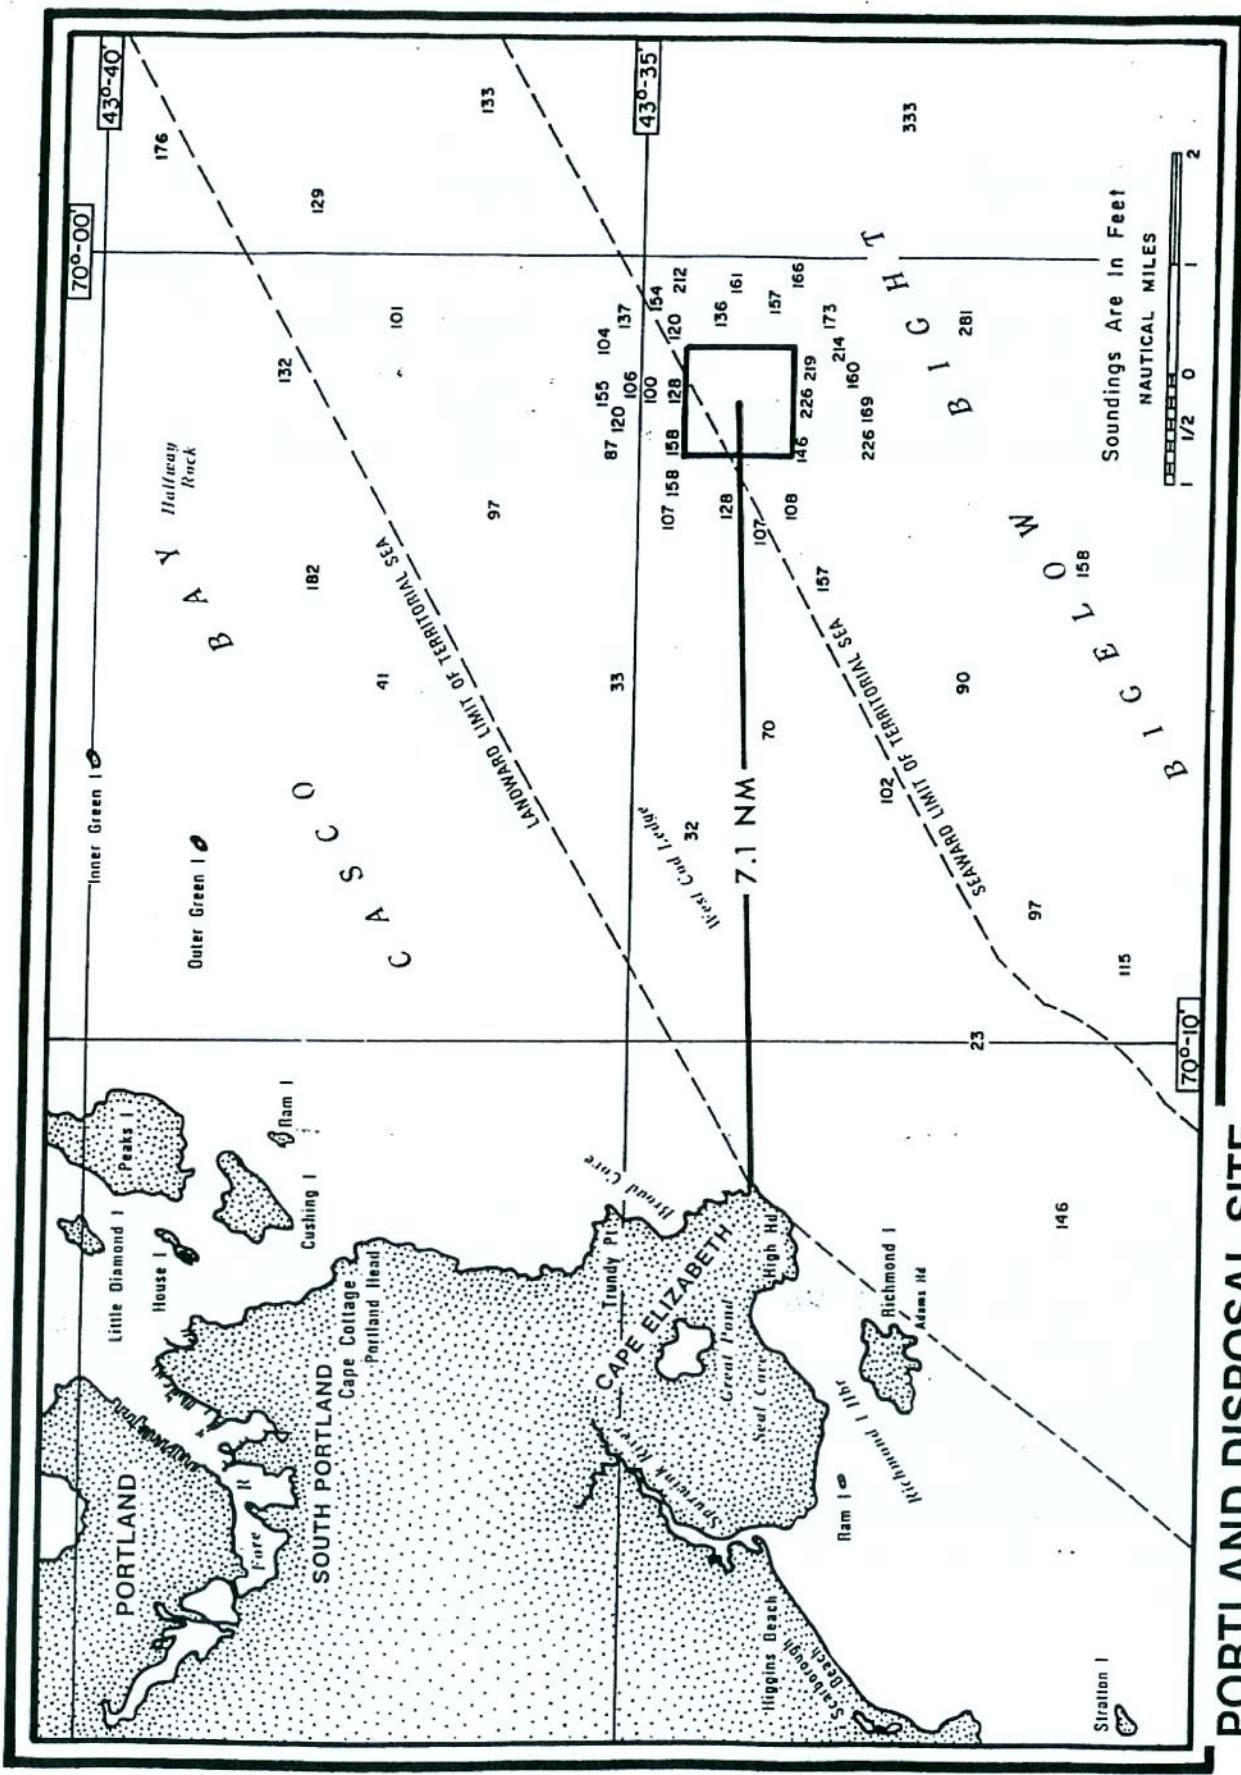 PORTLAND
SOUTH PORTLAND
Fore
R
Little Diamond I
House I
Peaks I
Cushing I
Ram I
Cape Cottage
Portland Head
Trundy Pt
Broad Cove
CAPE ELIZABETH
Great Pond
Seal Cove
High Hd
Spurwink River
Richmond I
Adams Hd
Richmond I Hbr
Ram I
Higgins Beach
Scarborough
Beach
Stratton I
Inner Green I
Outer Green I
CASCO BAY
Halfway
Rock
43°-40'
70°-00'
43°-35'
70°-10'
LANDWARD LIMIT OF TERRITORIAL SEA
SEAWARD LIMIT OF TERRITORIAL SEA
West Cod Ledge
7.1 NM
BIGELOW BIGHT
176
129
133
132
101
182
97
41
33
32
70
102
97
115
23
146
90
157
158
333
281
87
120
155
106
104
137
100
154
212
107
158
158
128
120
136
161
128
107
108
146
226
219
157
166
173
214
160
226
169
Soundings Are In Feet
NAUTICAL MILES
1
1/2
0
1
2
PORTLAND DISPOSAL SITE